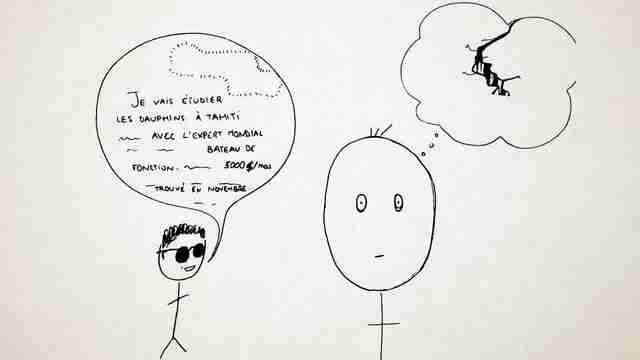 JE VAIS ÉTUDIER
LES DAUPHINS À TAHITI
AVEC L'EXPERT MONDIAL
BATEAU DE
FONCTION. 5000 $/mois
TROUVÉ EN NOVEMBRE